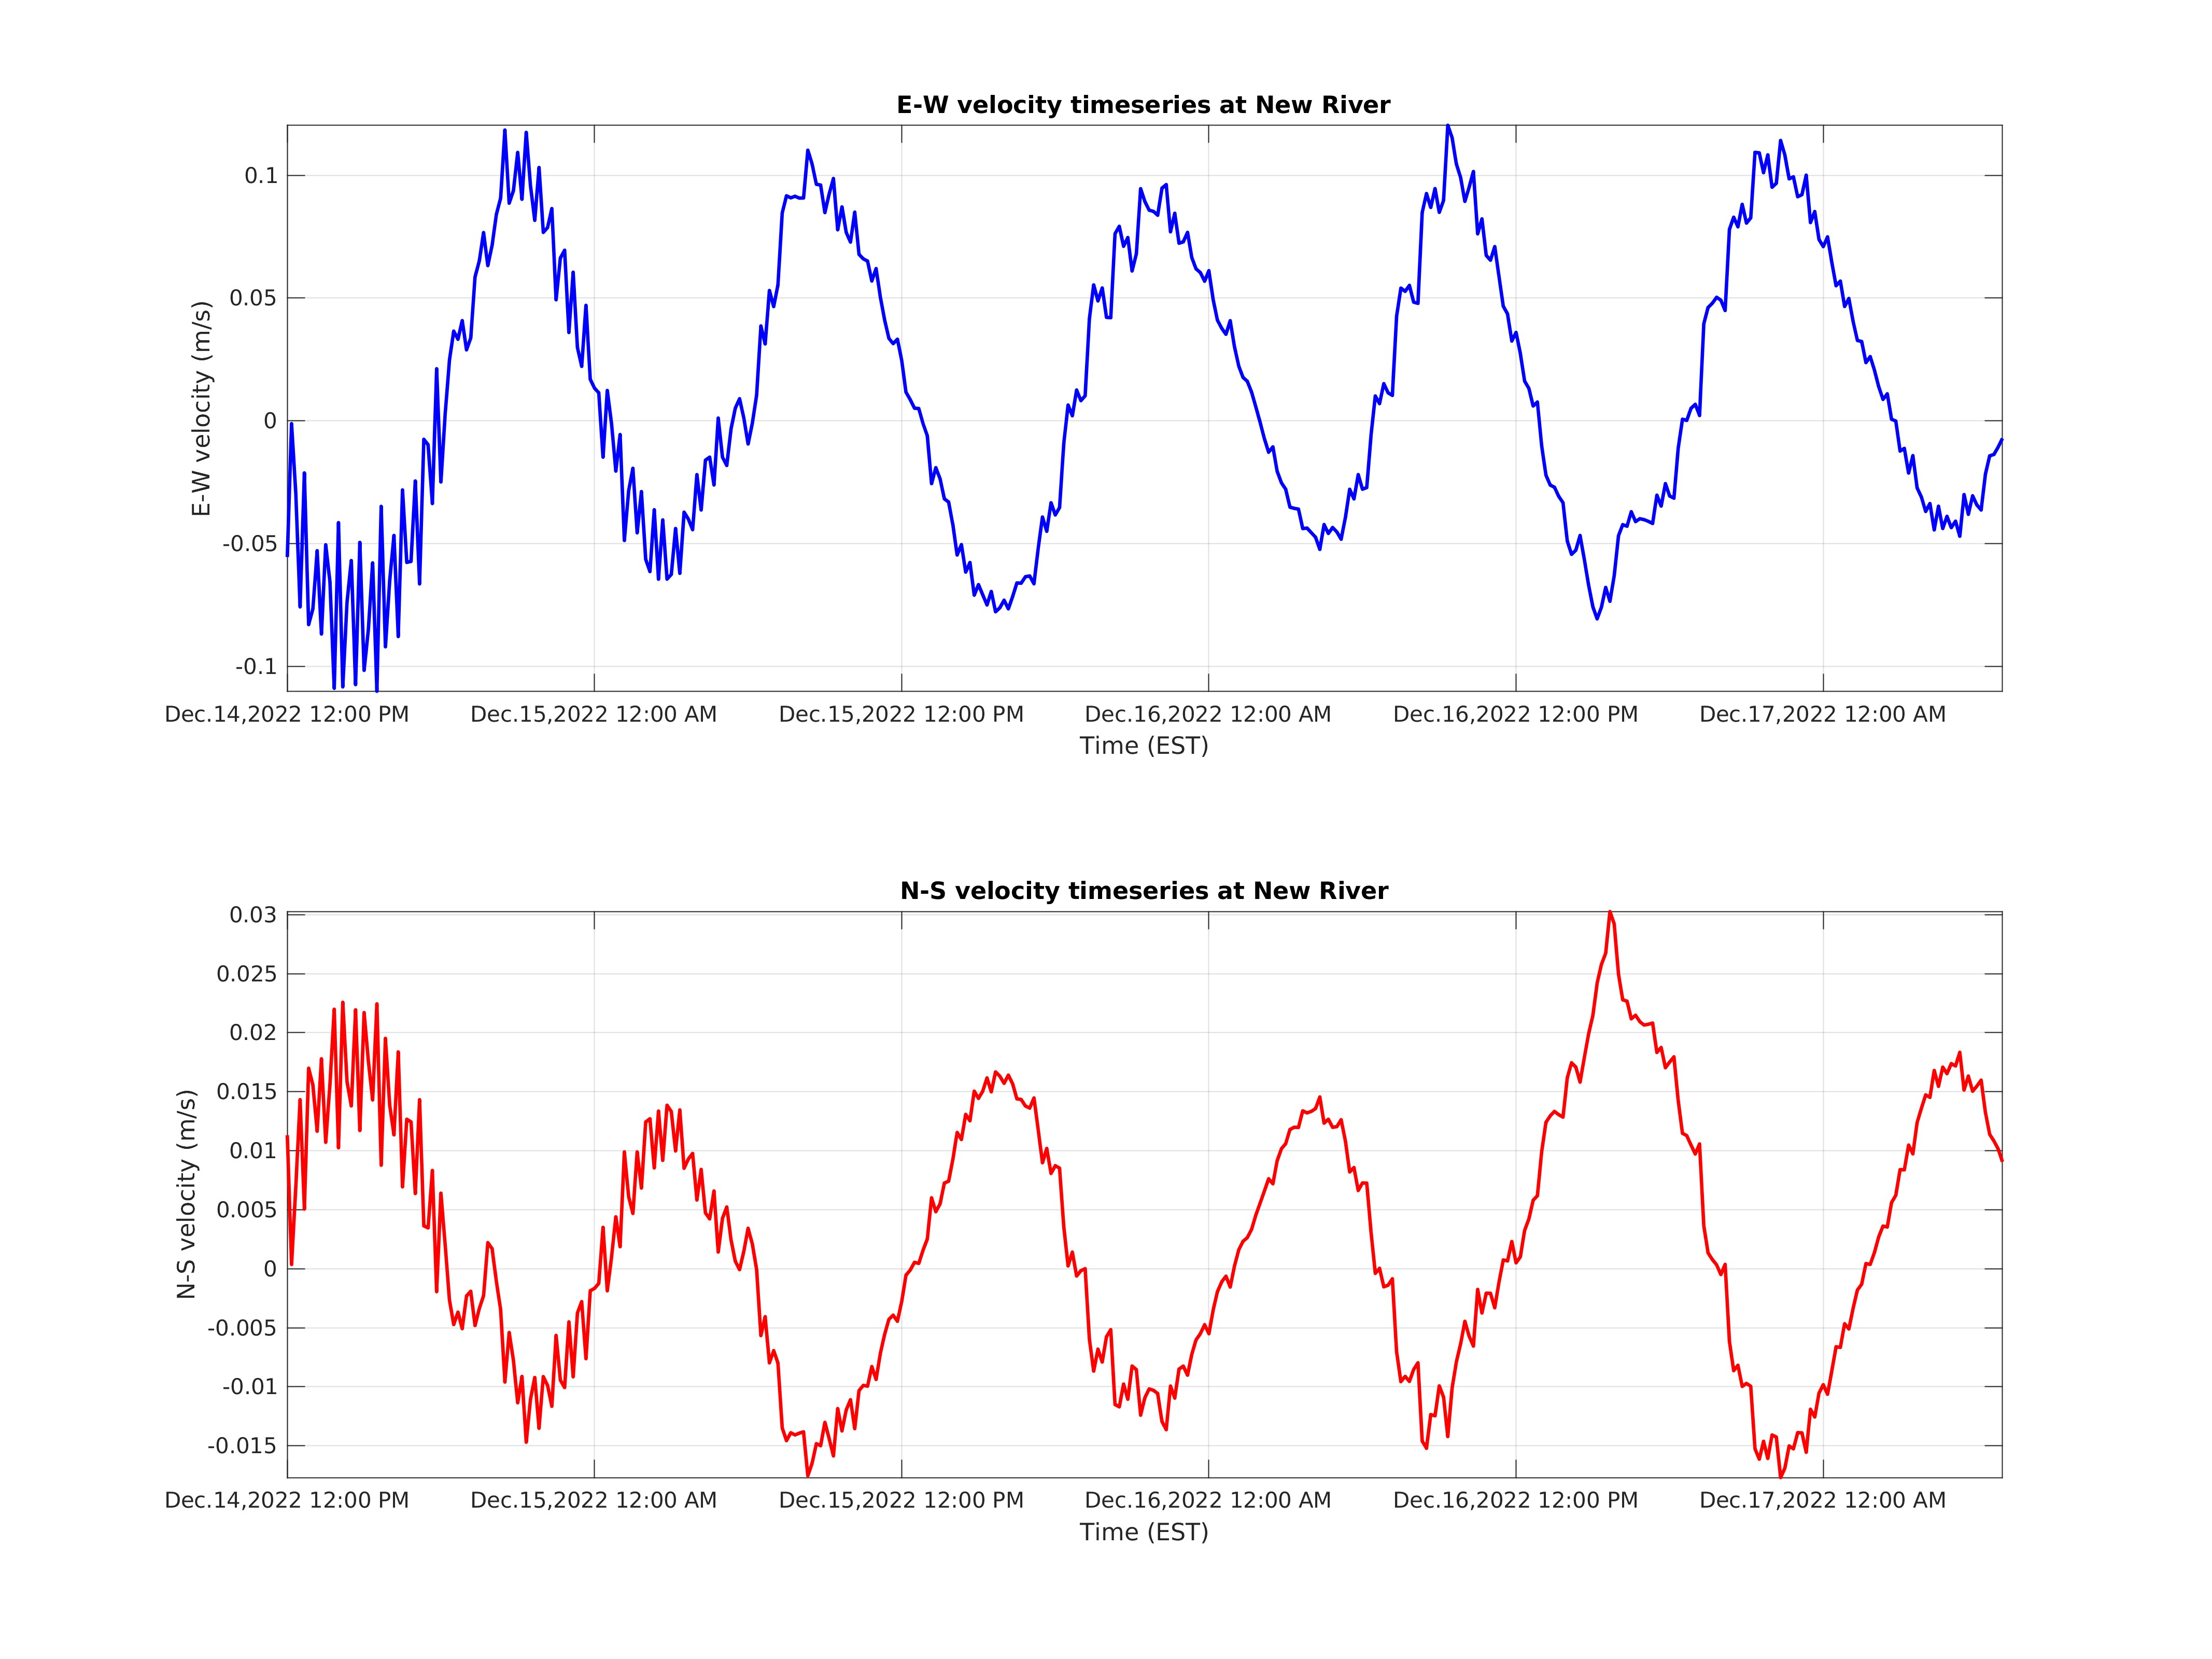 E-W velocity timeseries at New River
E-W velocity (m/s)
0.1
0.05
0
-0.05
-0.1
Dec.14,2022 12:00 PM Dec.15,2022 12:00 AM Dec.15,2022 12:00 PM Dec.16,2022 12:00 AM Dec.16,2022 12:00 PM Dec.17,2022 12:00 AM
Time (EST)
N-S velocity timeseries at New River
N-S velocity (m/s)
0.03
0.025
0.02
0.015
0.01
0.005
0
-0.005
-0.01
-0.015
Dec.14,2022 12:00 PM Dec.15,2022 12:00 AM Dec.15,2022 12:00 PM Dec.16,2022 12:00 AM Dec.16,2022 12:00 PM Dec.17,2022 12:00 AM
Time (EST)